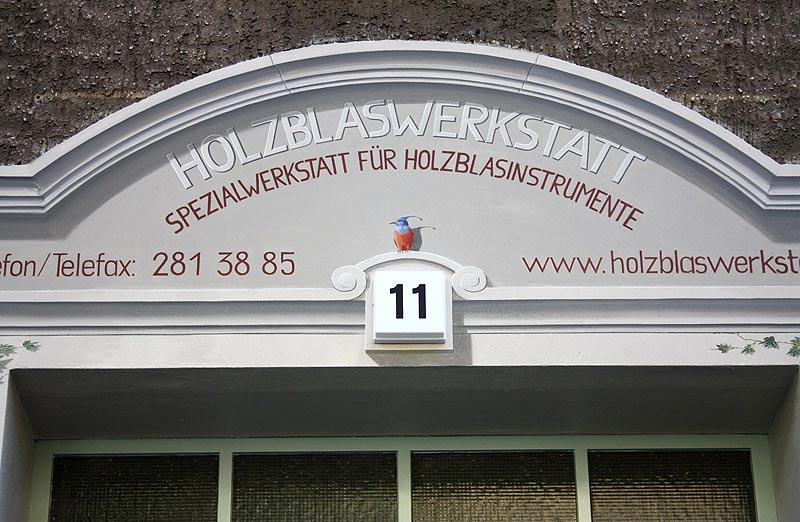 HOLZBLASWERKSTATT
SPEZIALWERKSTATT FÜR HOLZBLASINSTRUMENTE
efon/Telefax: 281 38 85
www.holzblaswerkst
11